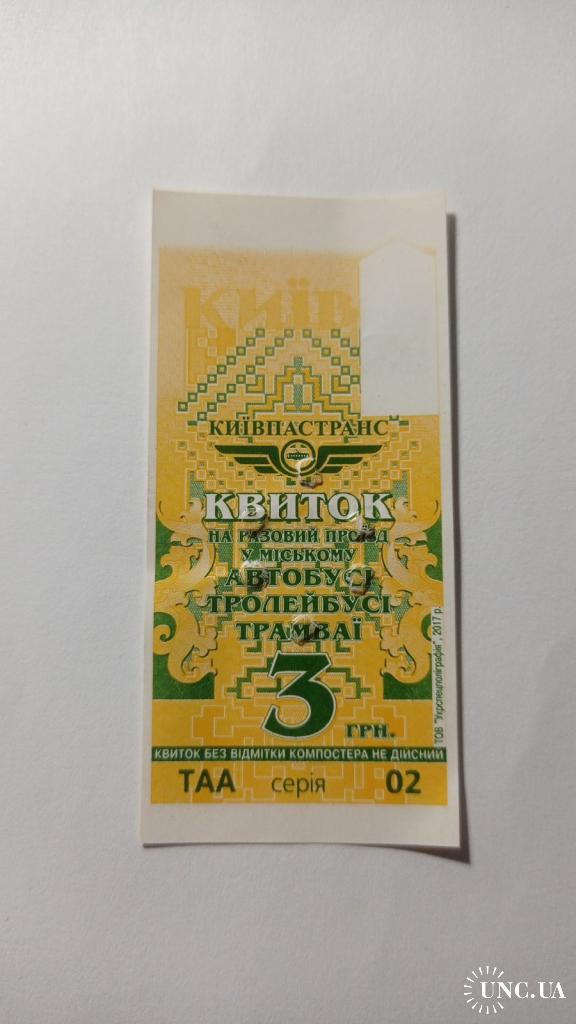 КИЇВ
КИЇВПАСТРАНС
КВИТОК
НА РАЗОВИЙ ПРОЇЗД
У МІСЬКОМУ
АВТОБУСІ
ТРОЛЕЙБУСІ
ТРАМВАЇ
3 ГРН.
ТОВ "Укрспецполіграфія", 2017 р.
КВИТОК БЕЗ ВІДМІТКИ КОМПОСТЕРА НЕ ДІЙСНИЙ
ТАА серія 02
UNC.UA